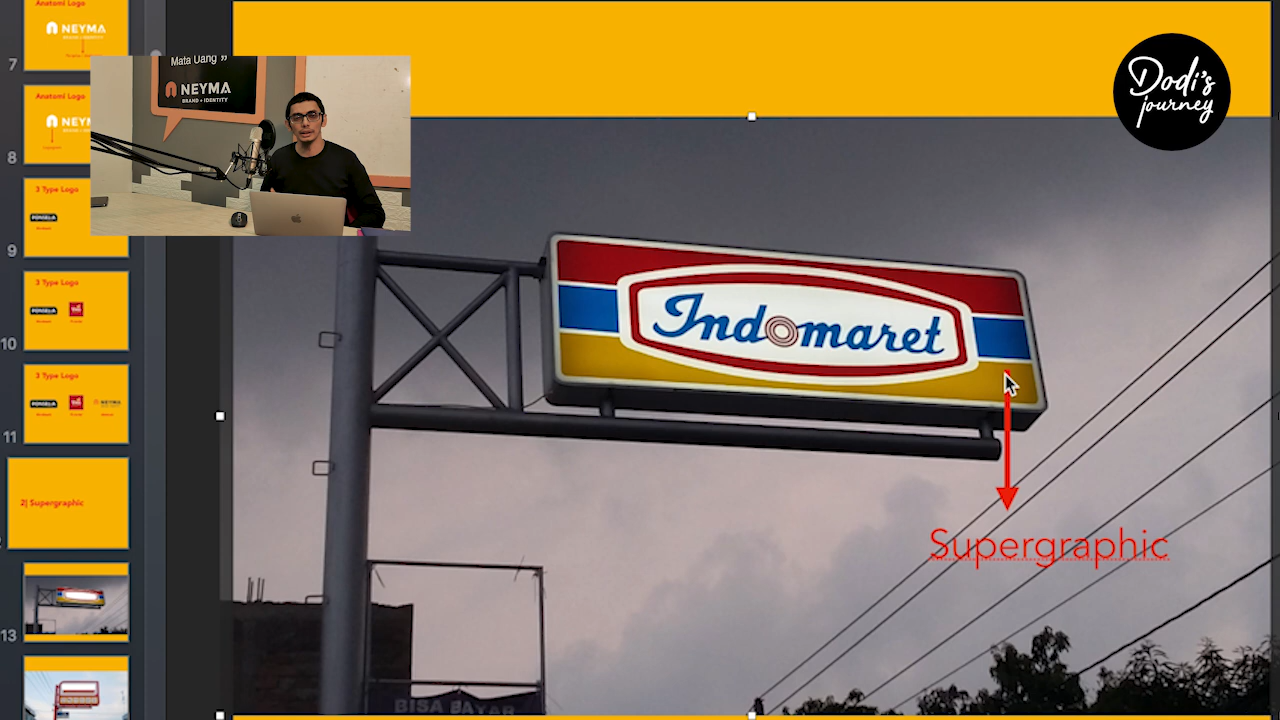 Anatomi Logo
NEYMA
7
Anatomi Logo
8
3 Type Logo
9
3 Type Logo
10
3 Type Logo
11
2| Supergraphic
13
Mata Uang ”
NEYMA
BRAND + IDENTITY
Dodi's
journey
Indomaret
Supergraphic
BISA BAYAR